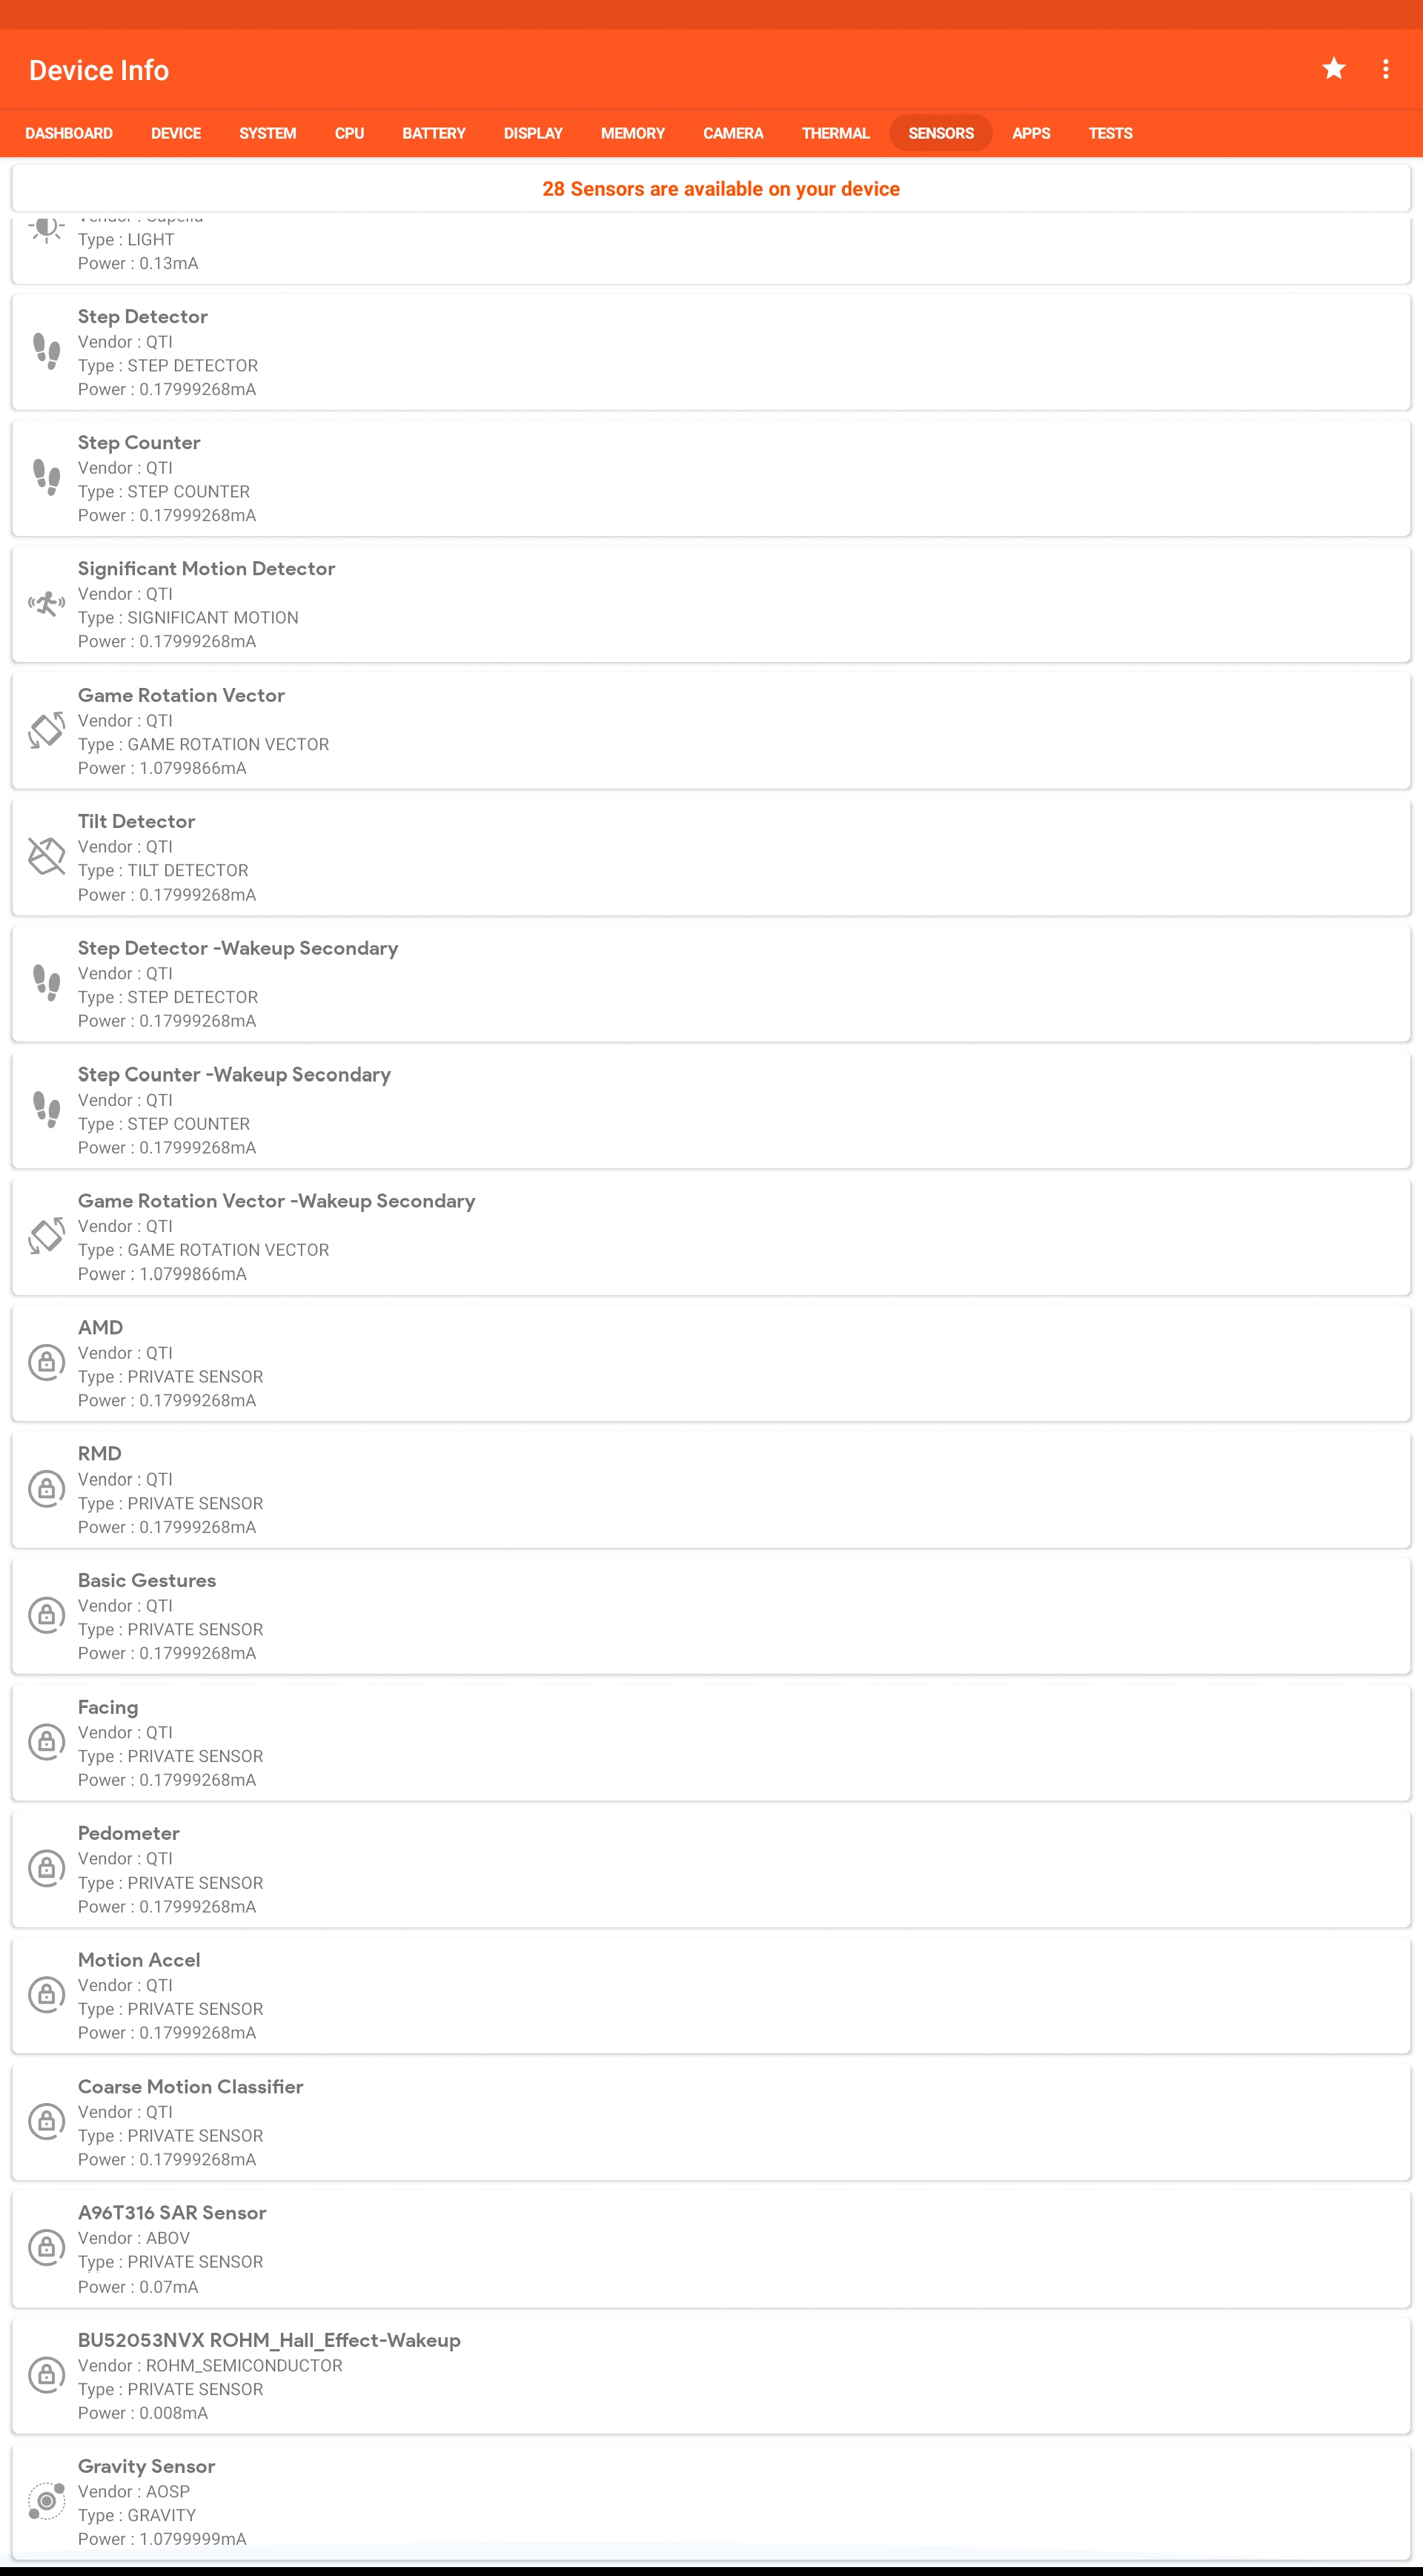 Device Info
DASHBOARD DEVICE SYSTEM CPU BATTERY DISPLAY MEMORY CAMERA THERMAL SENSORS APPS TESTS
28 Sensors are available on your device
Type : LIGHT
Power : 0.13mA
Step Detector
Vendor : QTI
Type : STEP DETECTOR
Power : 0.17999268mA
Step Counter
Vendor : QTI
Type : STEP COUNTER
Power : 0.17999268mA
Significant Motion Detector
Vendor : QTI
Type : SIGNIFICANT MOTION
Power : 0.17999268mA
Game Rotation Vector
Vendor : QTI
Type : GAME ROTATION VECTOR
Power : 1.0799866mA
Tilt Detector
Vendor : QTI
Type : TILT DETECTOR
Power : 0.17999268mA
Step Detector -Wakeup Secondary
Vendor : QTI
Type : STEP DETECTOR
Power : 0.17999268mA
Step Counter -Wakeup Secondary
Vendor : QTI
Type : STEP COUNTER
Power : 0.17999268mA
Game Rotation Vector -Wakeup Secondary
Vendor : QTI
Type : GAME ROTATION VECTOR
Power : 1.0799866mA
AMD
Vendor : QTI
Type : PRIVATE SENSOR
Power : 0.17999268mA
RMD
Vendor : QTI
Type : PRIVATE SENSOR
Power : 0.17999268mA
Basic Gestures
Vendor : QTI
Type : PRIVATE SENSOR
Power : 0.17999268mA
Facing
Vendor : QTI
Type : PRIVATE SENSOR
Power : 0.17999268mA
Pedometer
Vendor : QTI
Type : PRIVATE SENSOR
Power : 0.17999268mA
Motion Accel
Vendor : QTI
Type : PRIVATE SENSOR
Power : 0.17999268mA
Coarse Motion Classifier
Vendor : QTI
Type : PRIVATE SENSOR
Power : 0.17999268mA
A96T316 SAR Sensor
Vendor : ABOV
Type : PRIVATE SENSOR
Power : 0.07mA
BU52053NVX ROHM_Hall_Effect-Wakeup
Vendor : ROHM_SEMICONDUCTOR
Type : PRIVATE SENSOR
Power : 0.008mA
Gravity Sensor
Vendor : AOSP
Type : GRAVITY
Power : 1.0799999mA